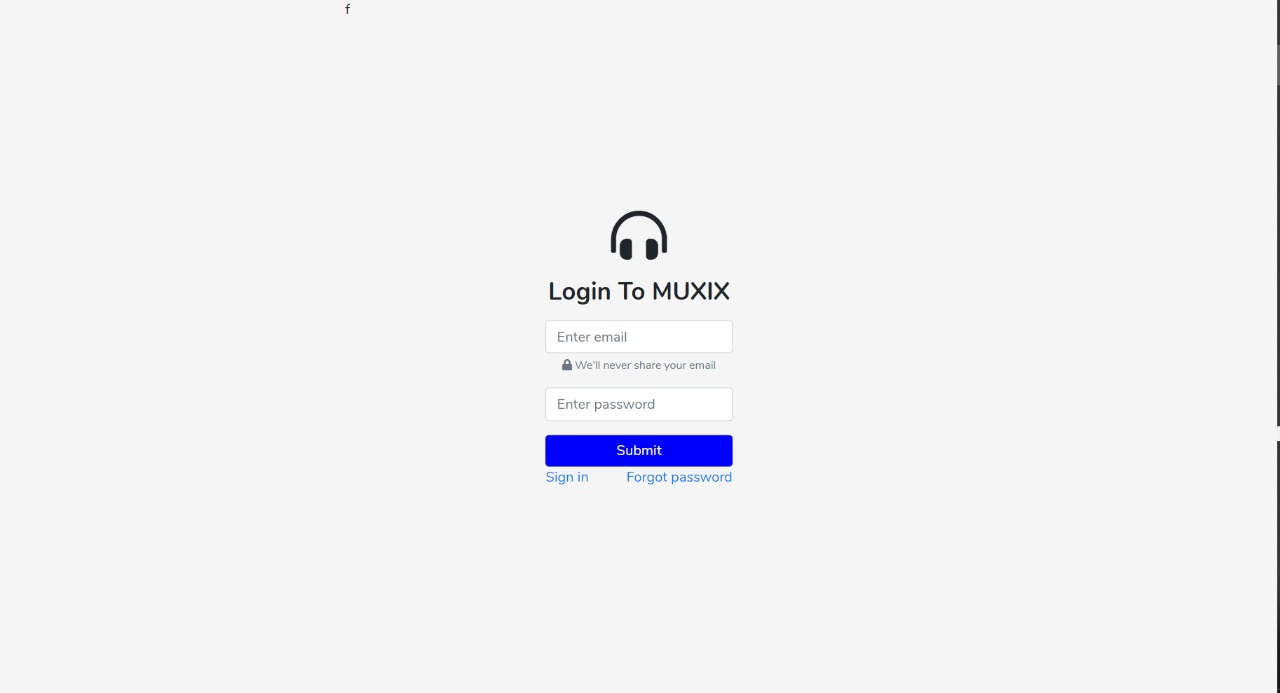 f
Login To MUXIX
Enter email
We'll never share your email
Enter password
Submit
Sign in Forgot password